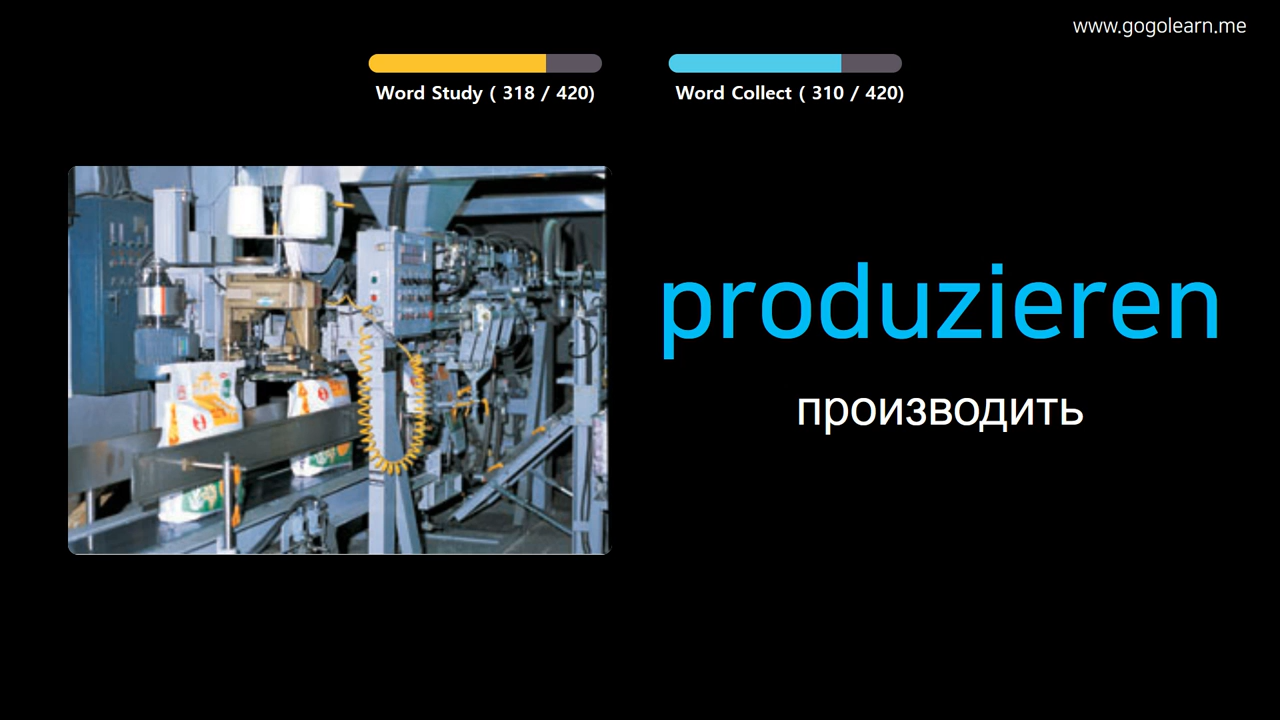 www.gogolearn.me
Word Study ( 318 / 420)
Word Collect ( 310 / 420)
produzieren
производить